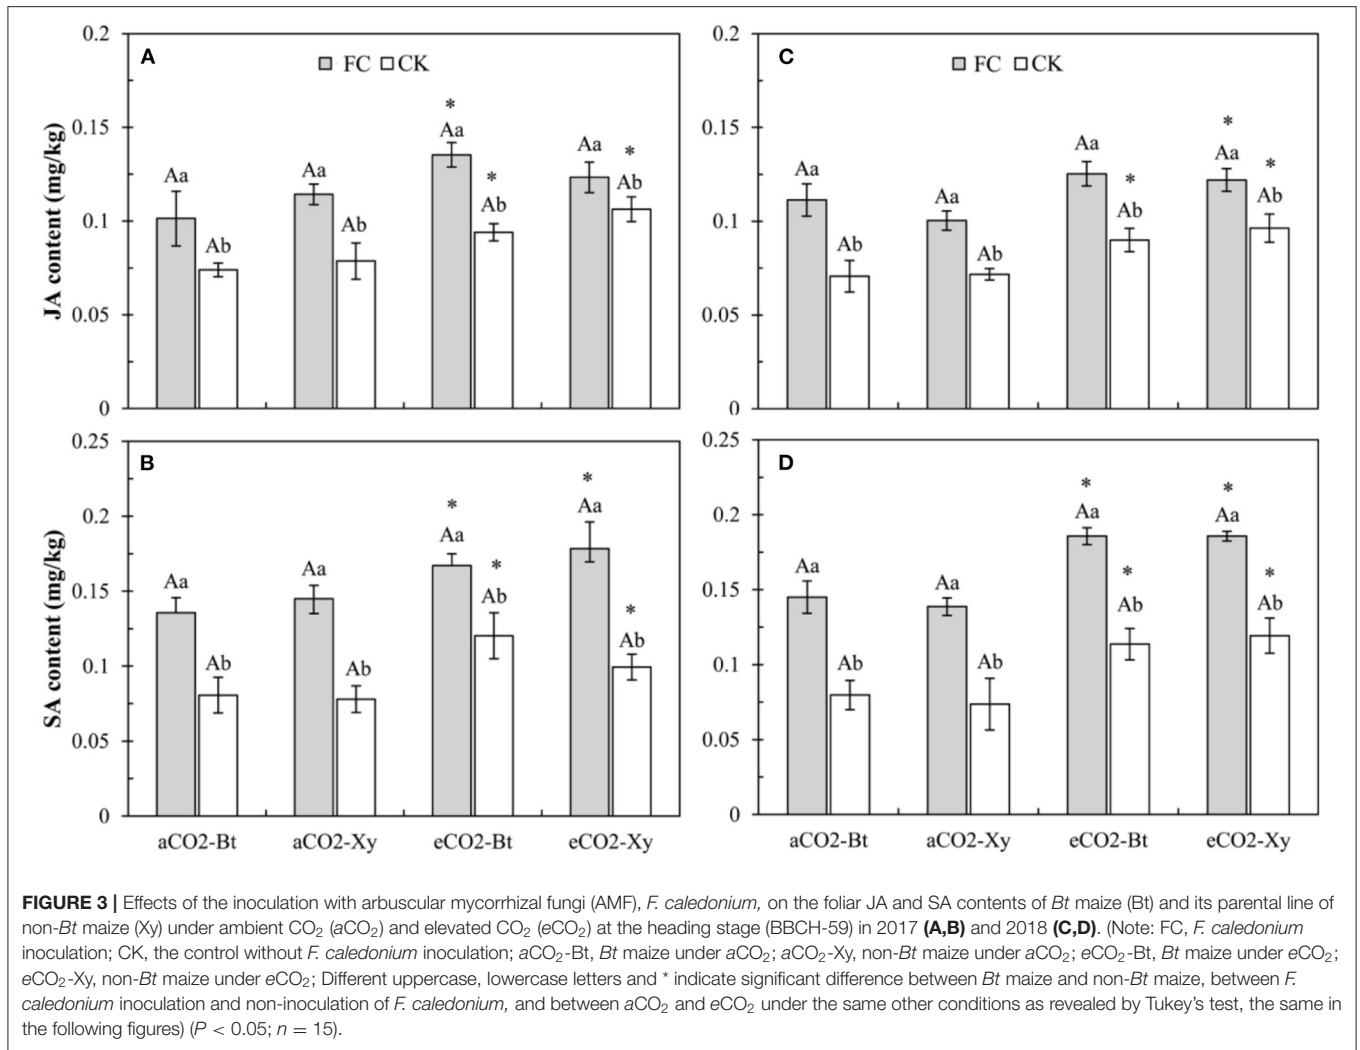 0.2
A
FC CK
JA content (mg/kg)
0.15
0.1
0.05
0
Aa
Ab
Aa
Ab
*
Aa
*
Ab
Aa
*
Ab
C
FC CK
0.2
0.15
0.1
0.05
0
Aa
Ab
Aa
Ab
Aa
*
Ab
*
Aa
*
Ab
B
SA content (mg/kg)
0.25
0.2
0.15
0.1
0.05
0
Aa
Ab
Aa
Ab
*
Aa
*
Ab
*
Aa
*
Ab
aCO2-Bt aCO2-Xy eCO2-Bt eCO2-Xy
D
0.25
0.2
0.15
0.1
0.05
0
Aa
Ab
Aa
Ab
*
Aa
*
Ab
*
Aa
*
Ab
aCO2-Bt aCO2-Xy eCO2-Bt eCO2-Xy
FIGURE 3 | Effects of the inoculation with arbuscular mycorrhizal fungi (AMF), F. caledonium, on the foliar JA and SA contents of Bt maize (Bt) and its parental line of
non-Bt maize (Xy) under ambient CO₂ (aCO₂) and elevated CO₂ (eCO₂) at the heading stage (BBCH-59) in 2017 (A,B) and 2018 (C,D). (Note: FC, F. caledonium
inoculation; CK, the control without F. caledonium inoculation; aCO₂-Bt, Bt maize under aCO₂; aCO₂-Xy, non-Bt maize under aCO₂; eCO₂-Bt, Bt maize under eCO₂;
eCO₂-Xy, non-Bt maize under eCO₂; Different uppercase, lowercase letters and * indicate significant difference between Bt maize and non-Bt maize, between F.
caledonium inoculation and non-inoculation of F. caledonium, and between aCO₂ and eCO₂ under the same other conditions as revealed by Tukey's test, the same in
the following figures) (P < 0.05; n = 15).